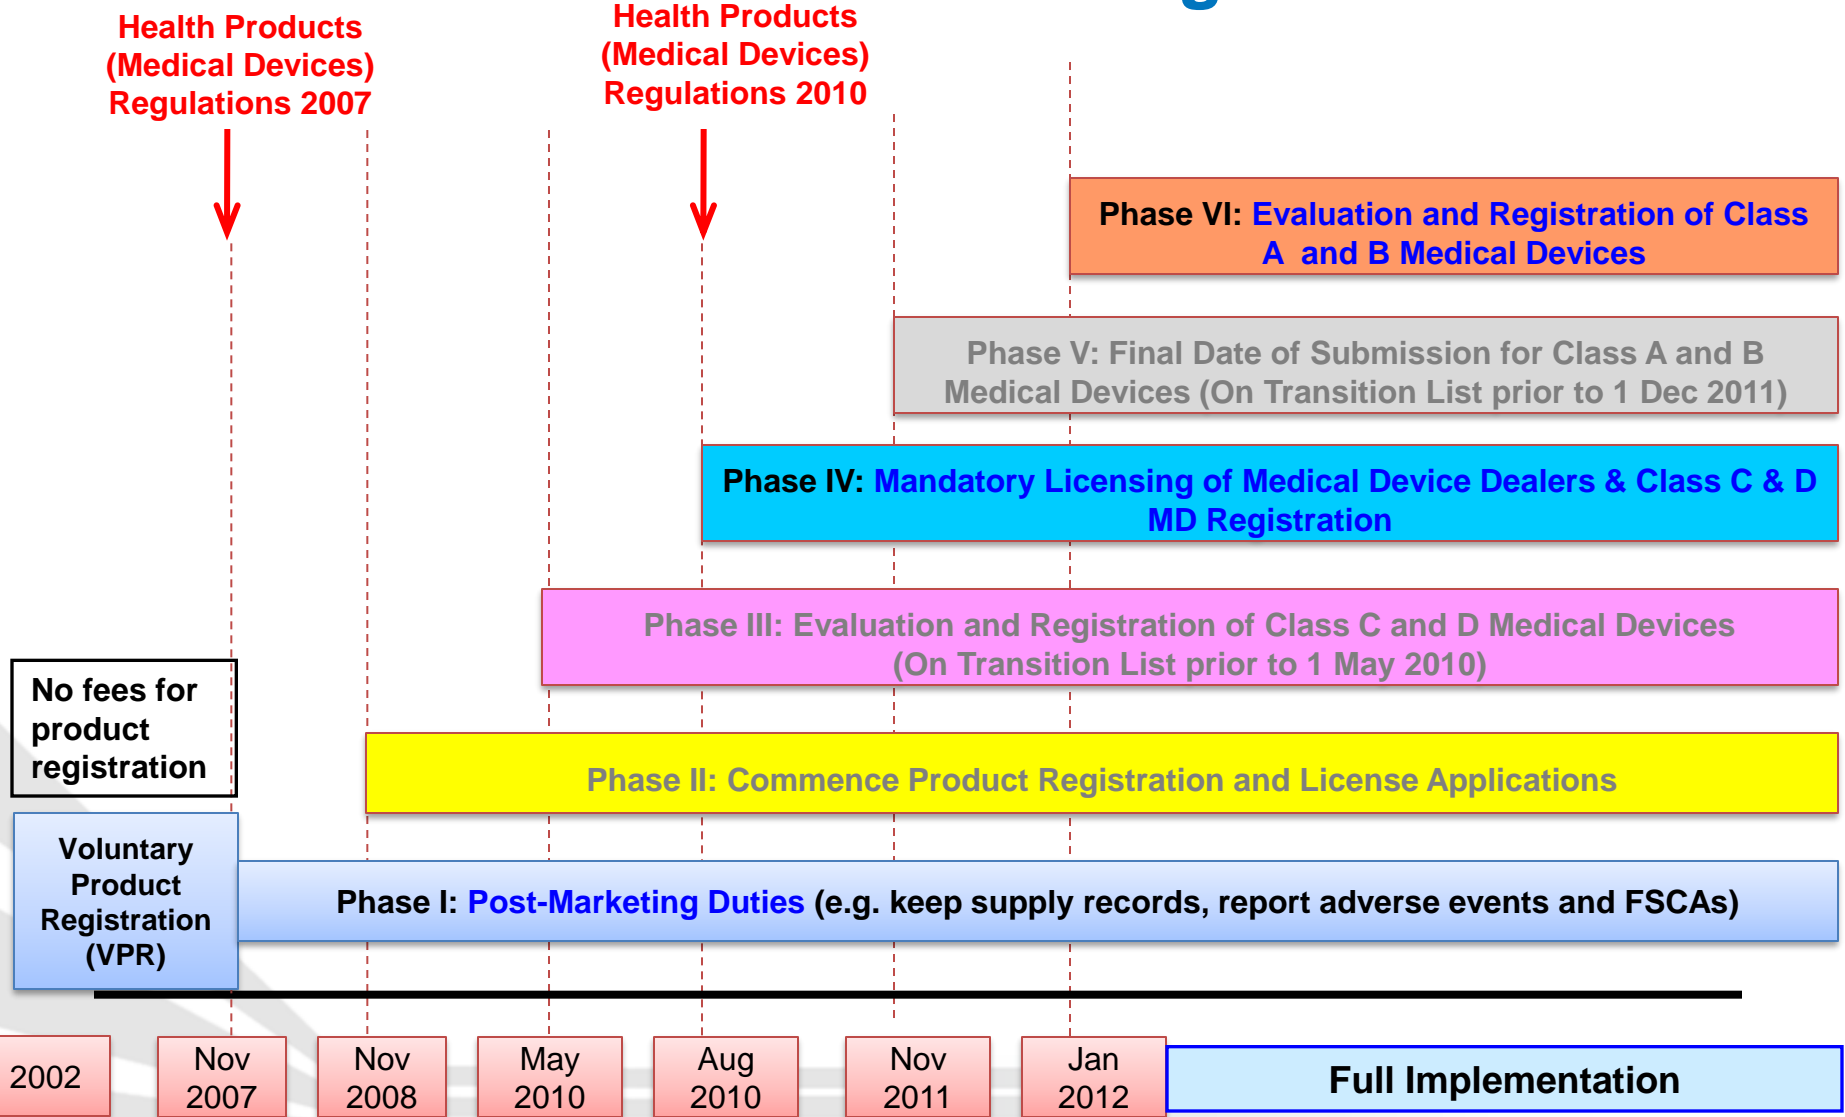 Health Products
(Medical Devices)
Regulations 2007
Health Products
(Medical Devices)
Regulations 2010
Phase VI: Evaluation and Registration of Class
A and B Medical Devices
Phase V: Final Date of Submission for Class A and B
Medical Devices (On Transition List prior to 1 Dec 2011)
Phase IV: Mandatory Licensing of Medical Device Dealers & Class C & D
MD Registration
Phase III: Evaluation and Registration of Class C and D Medical Devices
(On Transition List prior to 1 May 2010)
No fees for
product
registration
Phase II: Commence Product Registration and License Applications
Voluntary
Product
Registration
(VPR)
Phase I: Post-Marketing Duties (e.g. keep supply records, report adverse events and FSCAs)
2002
Nov
2007
Nov
2008
May
2010
Aug
2010
Nov
2011
Jan
2012
Full Implementation